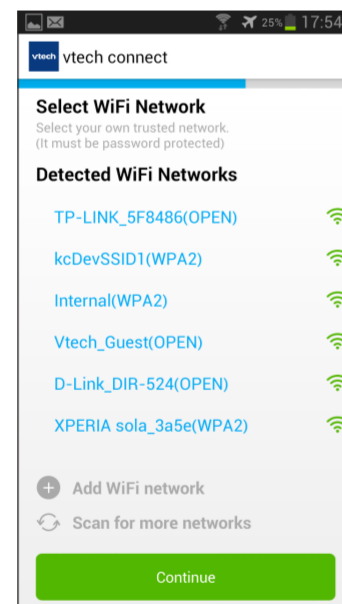 25% 17:54
vtech vtech connect
Select WiFi Network
Select your own trusted network.
(It must be password protected)
Detected WiFi Networks
TP-LINK_5F8486(OPEN)
kcDevSSID1(WPA2)
Internal(WPA2)
Vtech_Guest(OPEN)
D-Link_DIR-524(OPEN)
XPERIA sola_3a5e(WPA2)
Add WiFi network
Scan for more networks
Continue